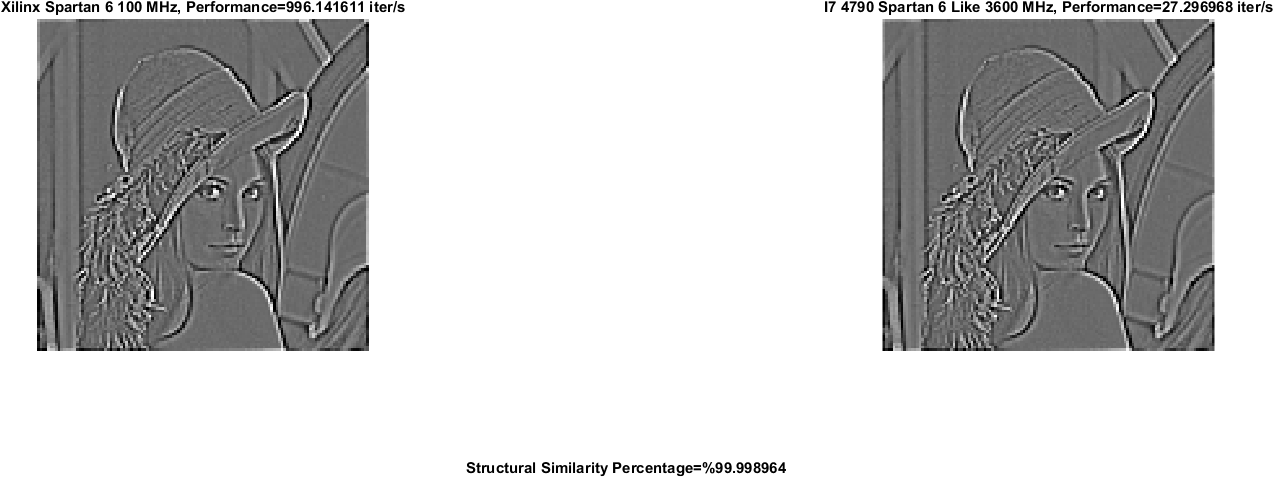 Xilinx Spartan 6 100 MHz, Performance=996.141611 iter/s
I7 4790 Spartan 6 Like 3600 MHz, Performance=27.296968 iter/s
Structural Similarity Percentage=%99.998964